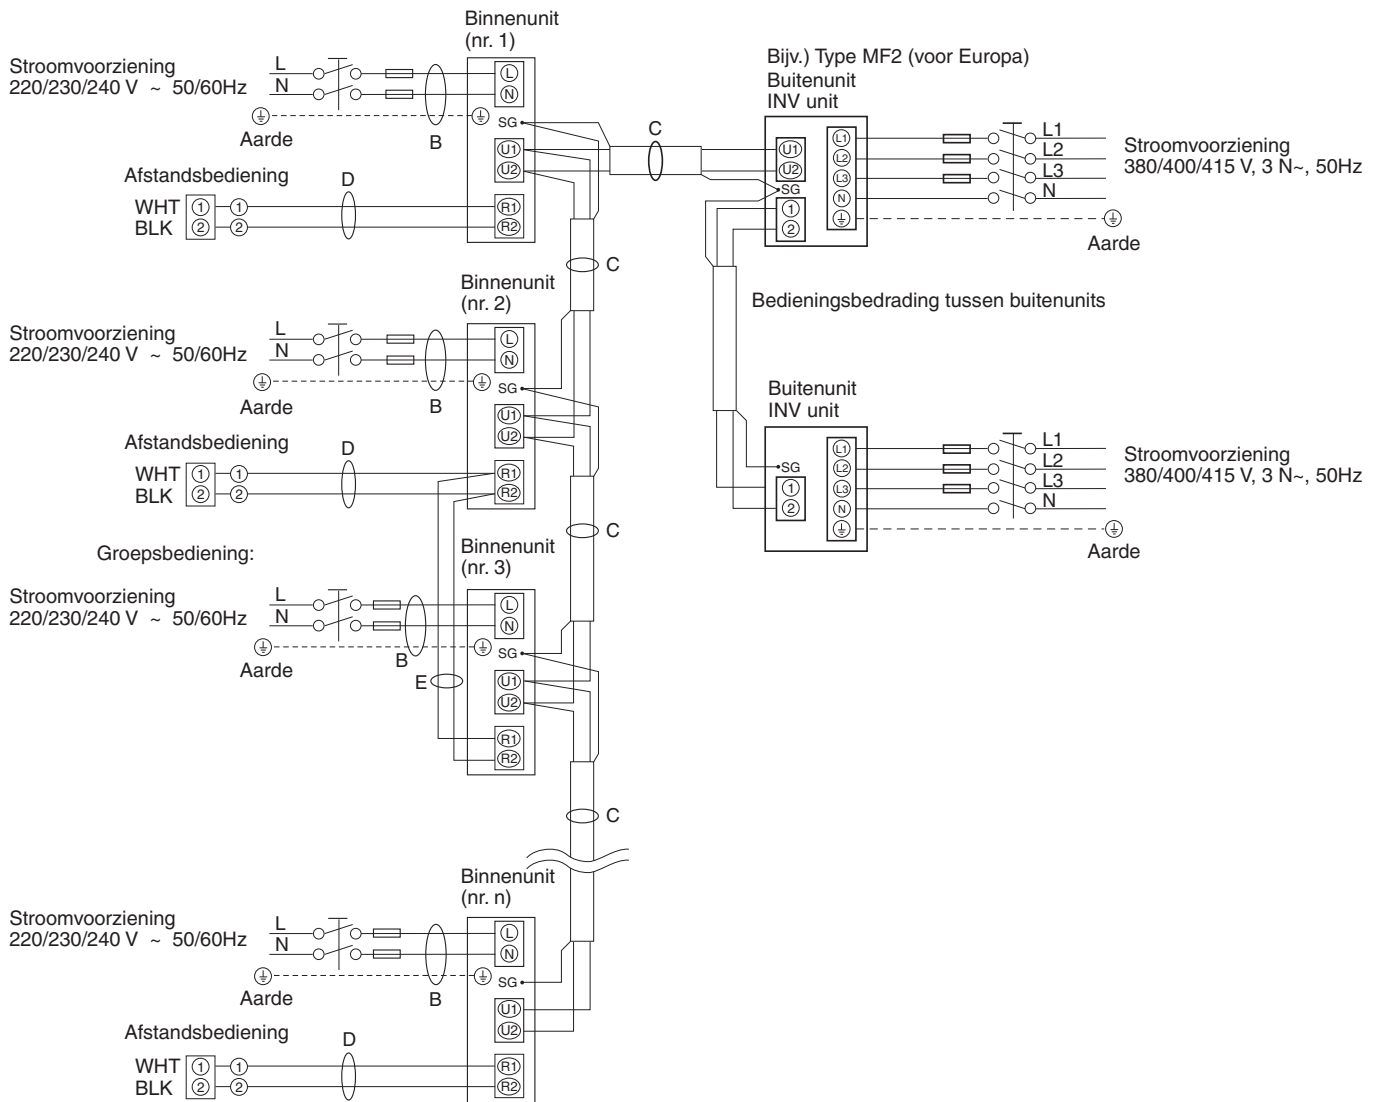 Binnenunit
(nr. 1)
Stroomvoorziening
220/230/240 V ~ 50/60Hz
L
N
L
N
Aarde
B
SG
U1
U2
Afstandsbediening
D
WHT 1 1
BLK 2 2
R1
R2
C
C
Bijv.) Type MF2 (voor Europa)
Buitenunit
INV unit
U1
U2
SG
1
2
L1
L2
L3
N
L1
L2
L3
N
Stroomvoorziening
380/400/415 V, 3 N~, 50Hz
Aarde
Bedieningsbedrading tussen buitenunits
Binnenunit
(nr. 2)
Stroomvoorziening
220/230/240 V ~ 50/60Hz
L
N
L
N
Aarde
B
SG
U1
U2
Afstandsbediening
D
WHT 1 1
BLK 2 2
R1
R2
C
Buitenunit
INV unit
SG
1
2
L1
L2
L3
N
L1
L2
L3
N
Stroomvoorziening
380/400/415 V, 3 N~, 50Hz
Aarde
Groepsbediening:
Binnenunit
(nr. 3)
Stroomvoorziening
220/230/240 V ~ 50/60Hz
L
N
L
N
Aarde
B
E
SG
U1
U2
R1
R2
C
Binnenunit
(nr. n)
Stroomvoorziening
220/230/240 V ~ 50/60Hz
L
N
L
N
Aarde
B
SG
U1
U2
Afstandsbediening
D
WHT 1 1
BLK 2 2
R1
R2